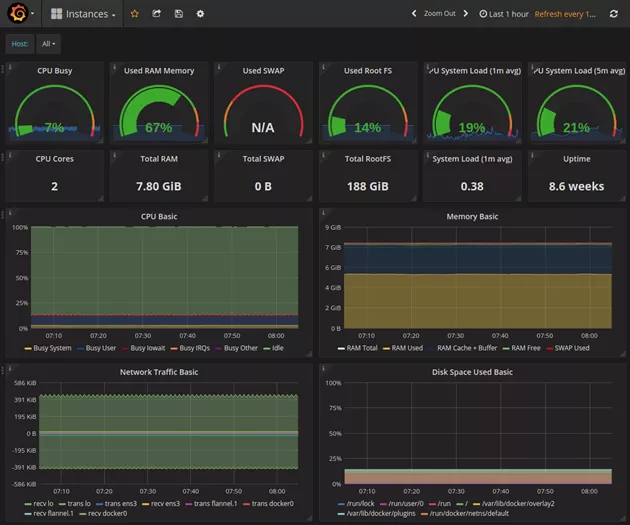 Instances
Zoom Out
Last 1 hour
Refresh every 1...
Host:
All
CPU Busy
Used RAM Memory
Used SWAP
Used Root FS
U System Load (1m avg)
U System Load (5m avg)
7%
67%
N/A
14%
19%
21%
CPU Cores
Total RAM
Total SWAP
Total RootFS
System Load (1m avg)
Uptime
2
7.80 GiB
0 B
188 GiB
0.38
8.6 weeks
CPU Basic
100%
75%
50%
25%
0%
07:10 07:20 07:30 07:40 07:50 08:00
Busy System Busy User Busy Iowait Busy IRQs Busy Other Idle
Memory Basic
9 GiB
7 GiB
6 GiB
4 GiB
2 GiB
0 B
07:10 07:20 07:30 07:40 07:50 08:00
RAM Total RAM Used RAM Cache + Buffer RAM Free SWAP Used
Network Traffic Basic
586 KiB
391 KiB
195 KiB
0 B
-195 KiB
-391 KiB
-586 KiB
07:10 07:20 07:30 07:40 07:50 08:00
recv lo trans lo trans ens3 recv ens3 trans flannel.1 trans docker0
recv flannel.1 recv docker0
Disk Space Used Basic
100%
75%
50%
25%
0%
07:10 07:20 07:30 07:40 07:50 08:00
/run/lock /run/user/0 /run / /var/lib/docker/overlay2
/var/lib/docker/plugins /run/docker/netns/default